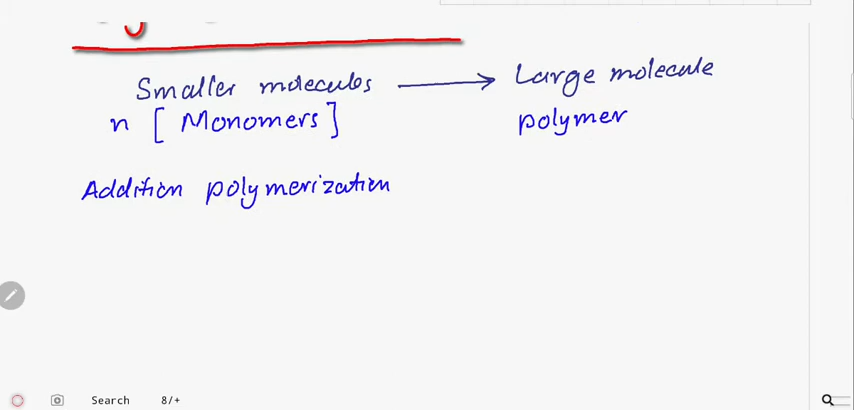 Smaller molecules → Large molecule
n [Monomers] polymer
Addition polymerization
Search 8/+